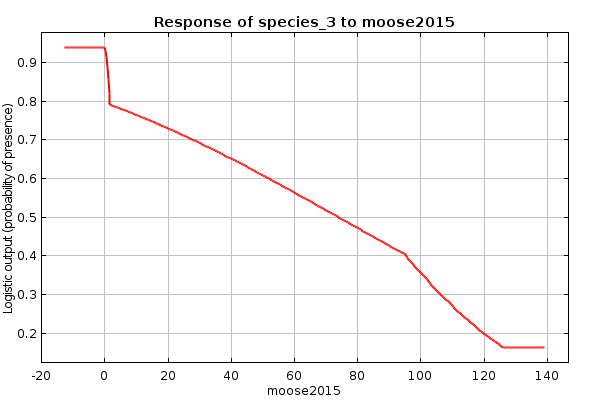 Response of species_3 to moose2015
Logistic output (probability of presence)
0.9
0.8
0.7
0.6
0.5
0.4
0.3
0.2
-20 0 20 40 60 80 100 120 140
moose2015